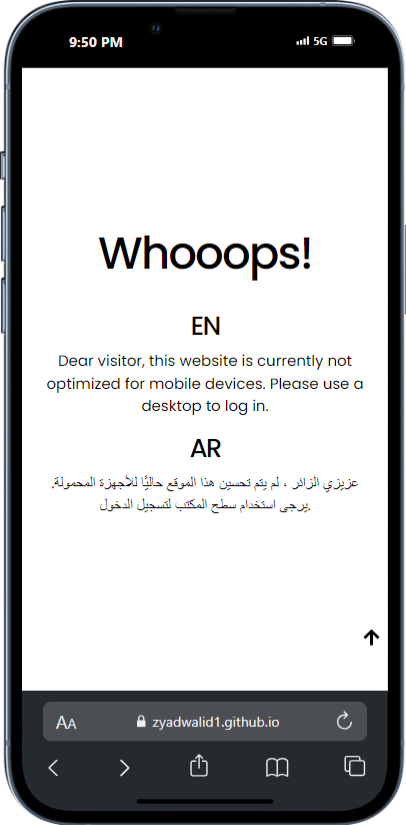 9:50 PM
5G
Whooops!
EN
Dear visitor, this website is currently not
optimized for mobile devices. Please use a
desktop to log in.
AR
عزيزي الزائر ، لم يتم تحسين هذا الموقع حاليًا للأجهزة المحمولة.
يرجى استخدام سطح المكتب لتسجيل الدخول.
AA
zyadwalid1.github.io